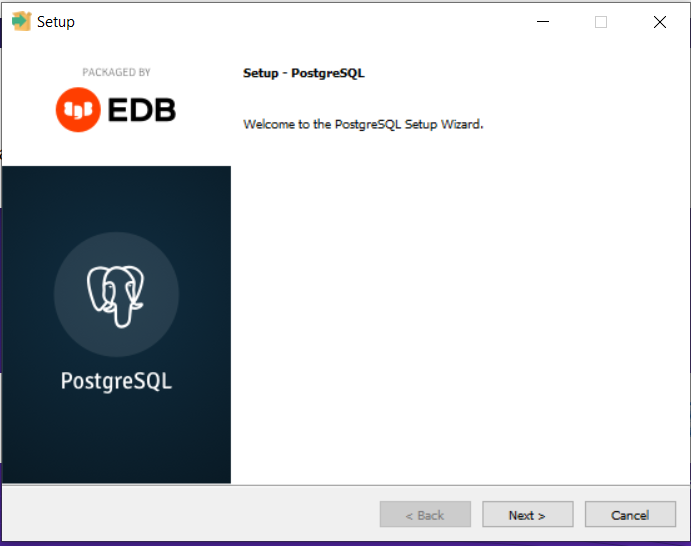 Setup
PACKAGED BY
EDB
Setup - PostgreSQL
Welcome to the PostgreSQL Setup Wizard.
PostgreSQL
< Back
Next >
Cancel